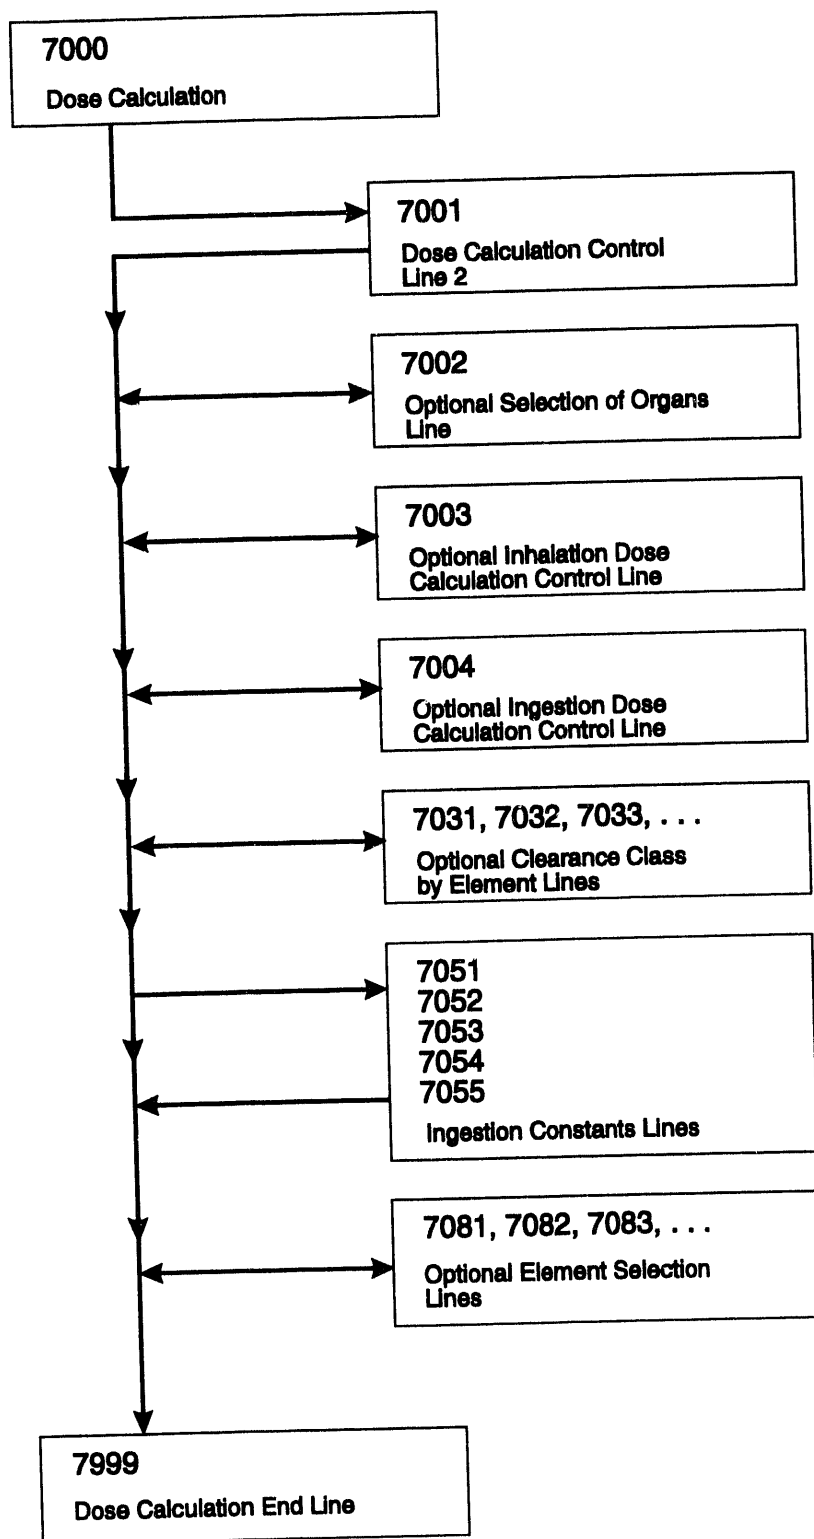 7000
Dose Calculation
7001
Dose Calculation Control
Line 2
7002
Optional Selection of Organs
Line
7003
Optional Inhalation Dose
Calculation Control Line
7004
Optional Ingestion Dose
Calculation Control Line
7031, 7032, 7033, . . .
Optional Clearance Class
by Element Lines
7051
7052
7053
7054
7055
Ingestion Constants Lines
7081, 7082, 7083, . . .
Optional Element Selection
Lines
7999
Dose Calculation End Line